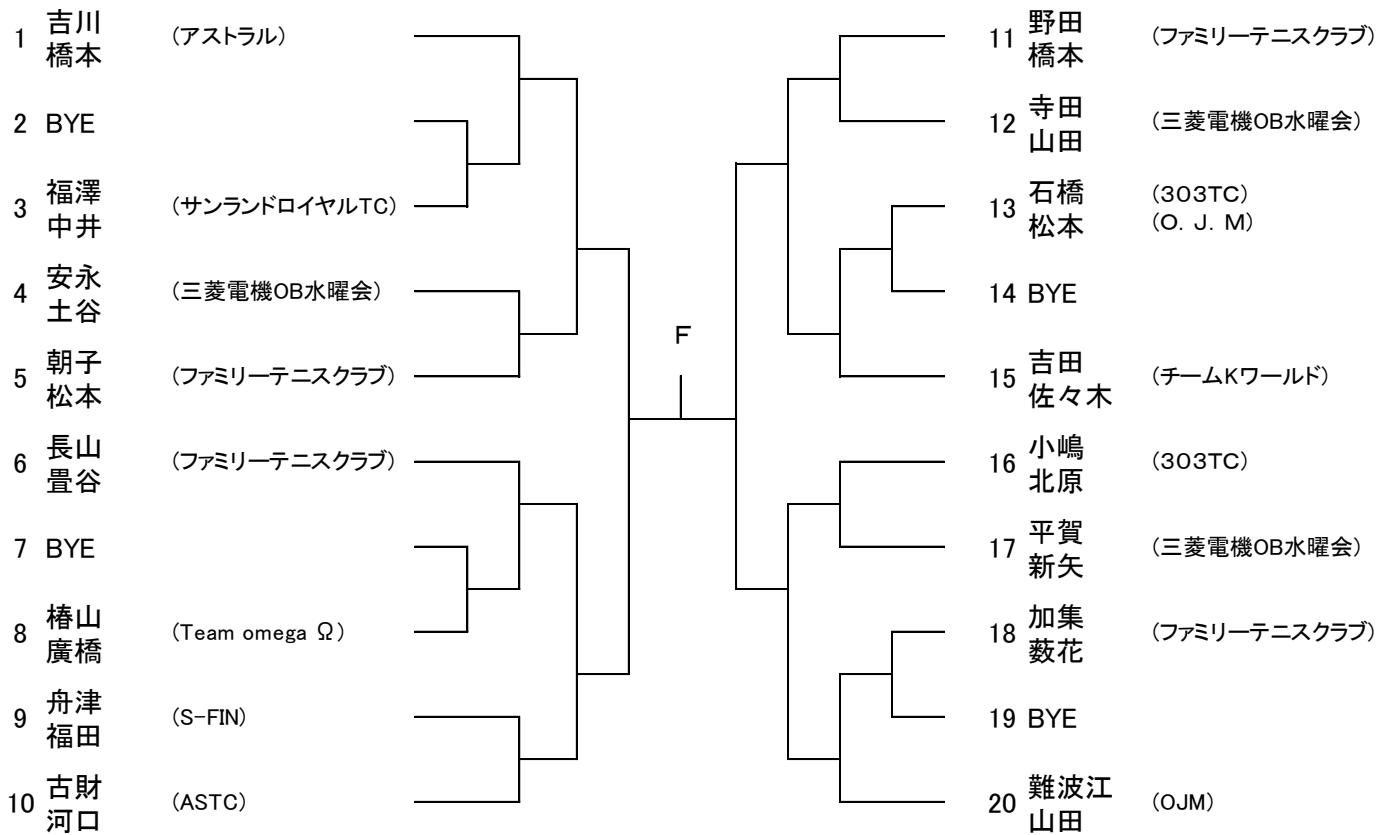 1 吉川 (アストラル)
橋本
2 BYE
3 福澤 (サンランドロイヤルTC)
中井
4 安永 (三菱電機OB水曜会)
土谷
5 朝子 (ファミリーテニスクラブ)
松本
6 長山 (ファミリーテニスクラブ)
畳谷
7 BYE
8 椿山 (Team omega Ω)
廣橋
9 舟津 (S-FIN)
福田
10 古財 (ASTC)
河口
F
11 野田 (ファミリーテニスクラブ)
橋本
12 寺田 (三菱電機OB水曜会)
山田
13 石橋 (303TC)
松本 (O. J. M)
14 BYE
15 吉田 (チームKワールド)
佐々木
16 小嶋 (303TC)
北原
17 平賀 (三菱電機OB水曜会)
新矢
18 加集 (ファミリーテニスクラブ)
薮花
19 BYE
20 難波江 (OJM)
山田